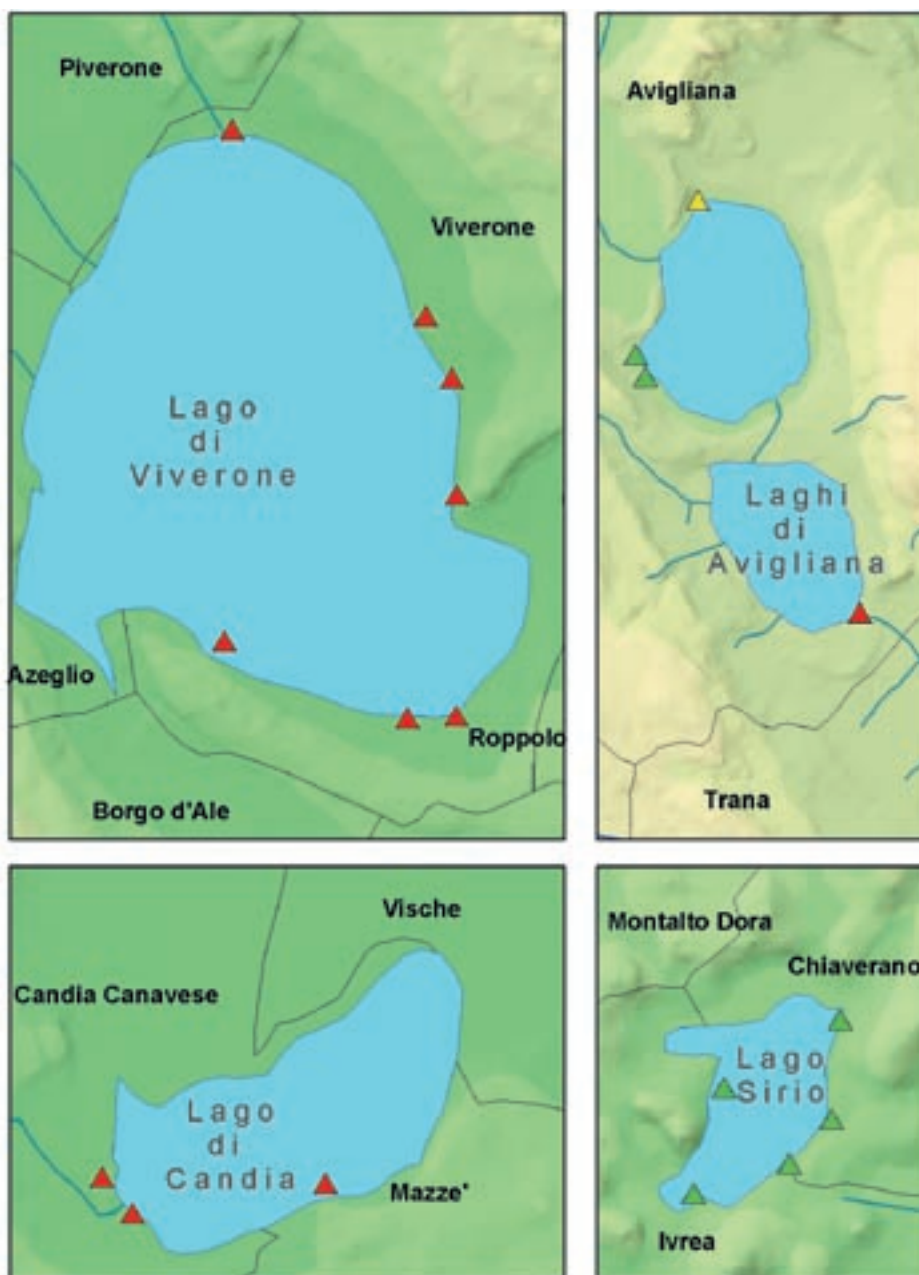 Piverone
Viverone
Lago
di
Viverone
Azeglio
Roppolo
Borgo d'Ale
Avigliana
Laghi
di
Avigliana
Trana
Vische
Candia Canavese
Lago
di
Candia
Mazze'
Montalto Dora
Chiaverano
Lago
Sirio
Ivrea